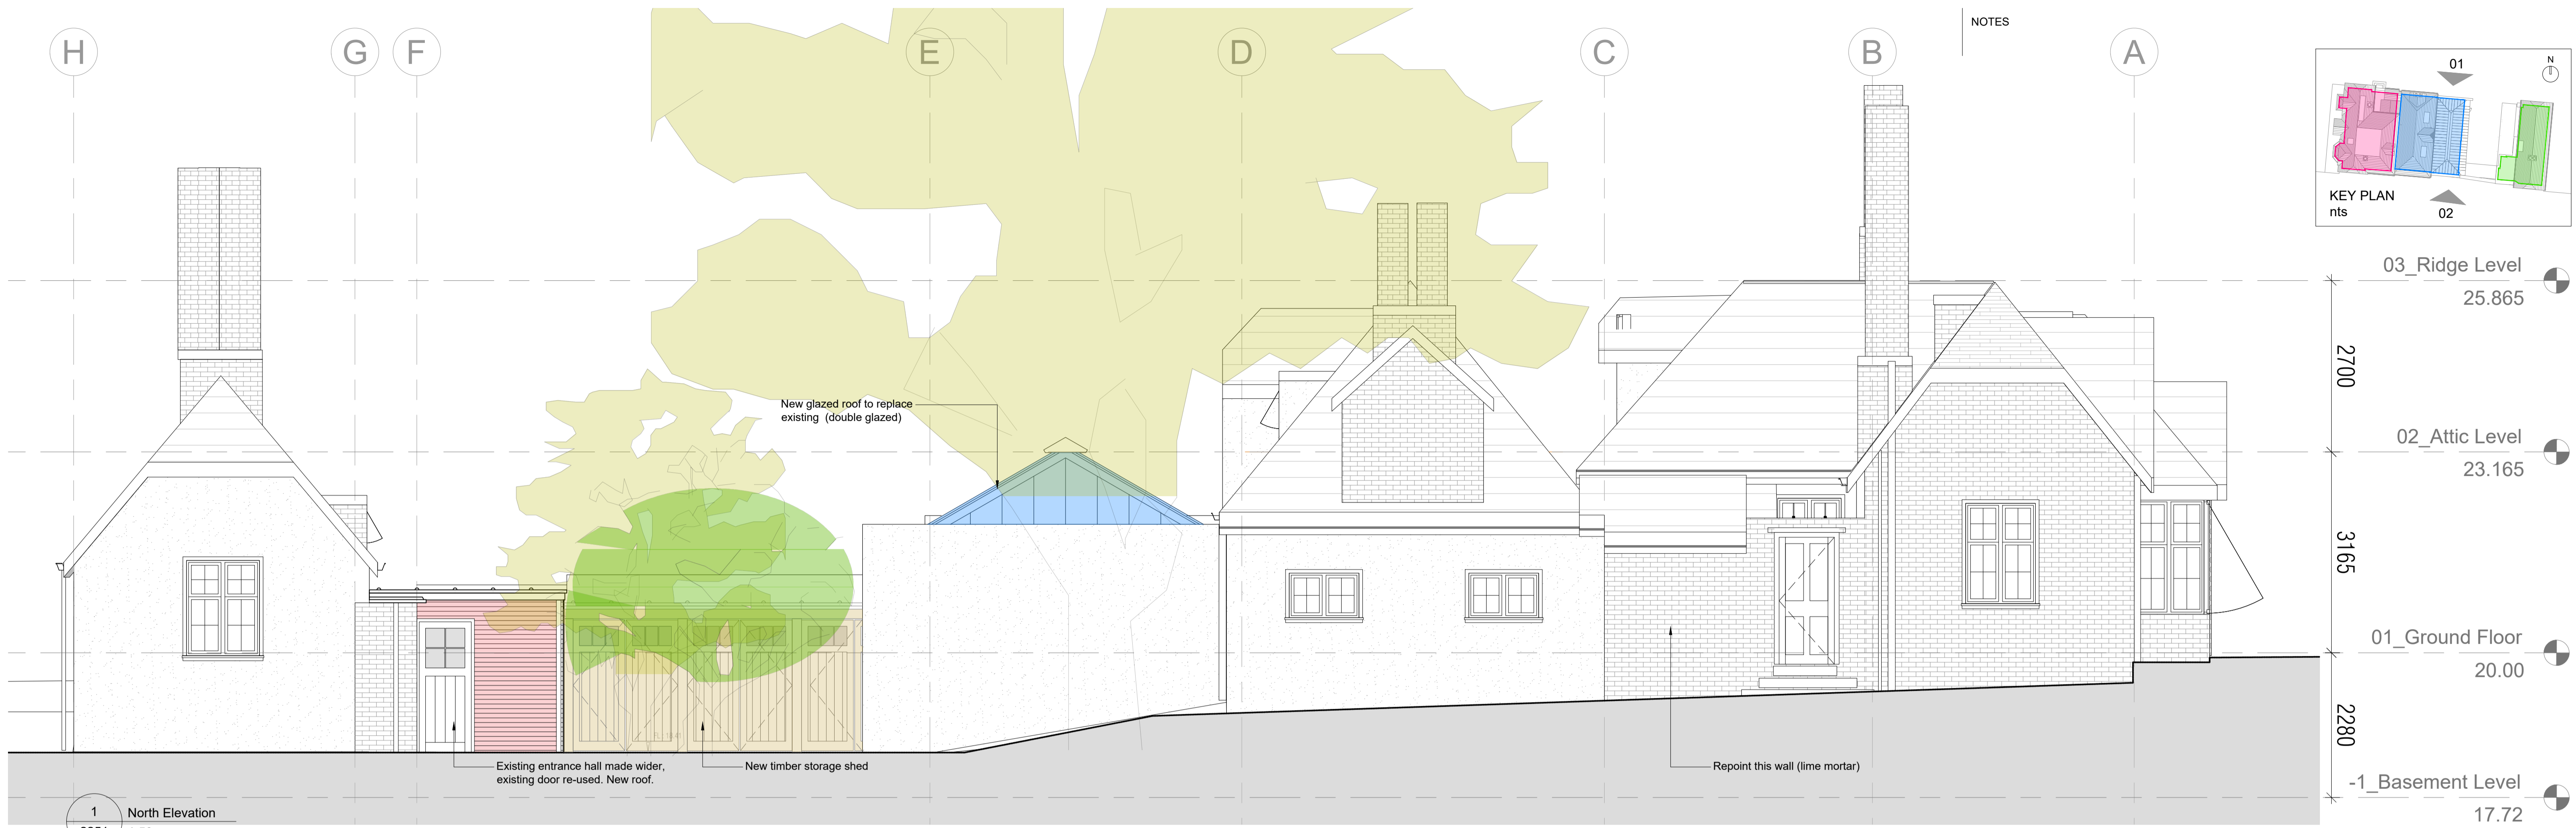 H
G
F
E
D
C
B
A
NOTES
01
N
KEY PLAN
nts
02
03_Ridge Level
25.865
2700
02_Attic Level
23.165
3165
01_Ground Floor
20.00
2280
-1_Basement Level
17.72
New glazed roof to replace
existing (double glazed)
Existing entrance hall made wider,
existing door re-used. New roof.
New timber storage shed
Repoint this wall (lime mortar)
1
North Elevation